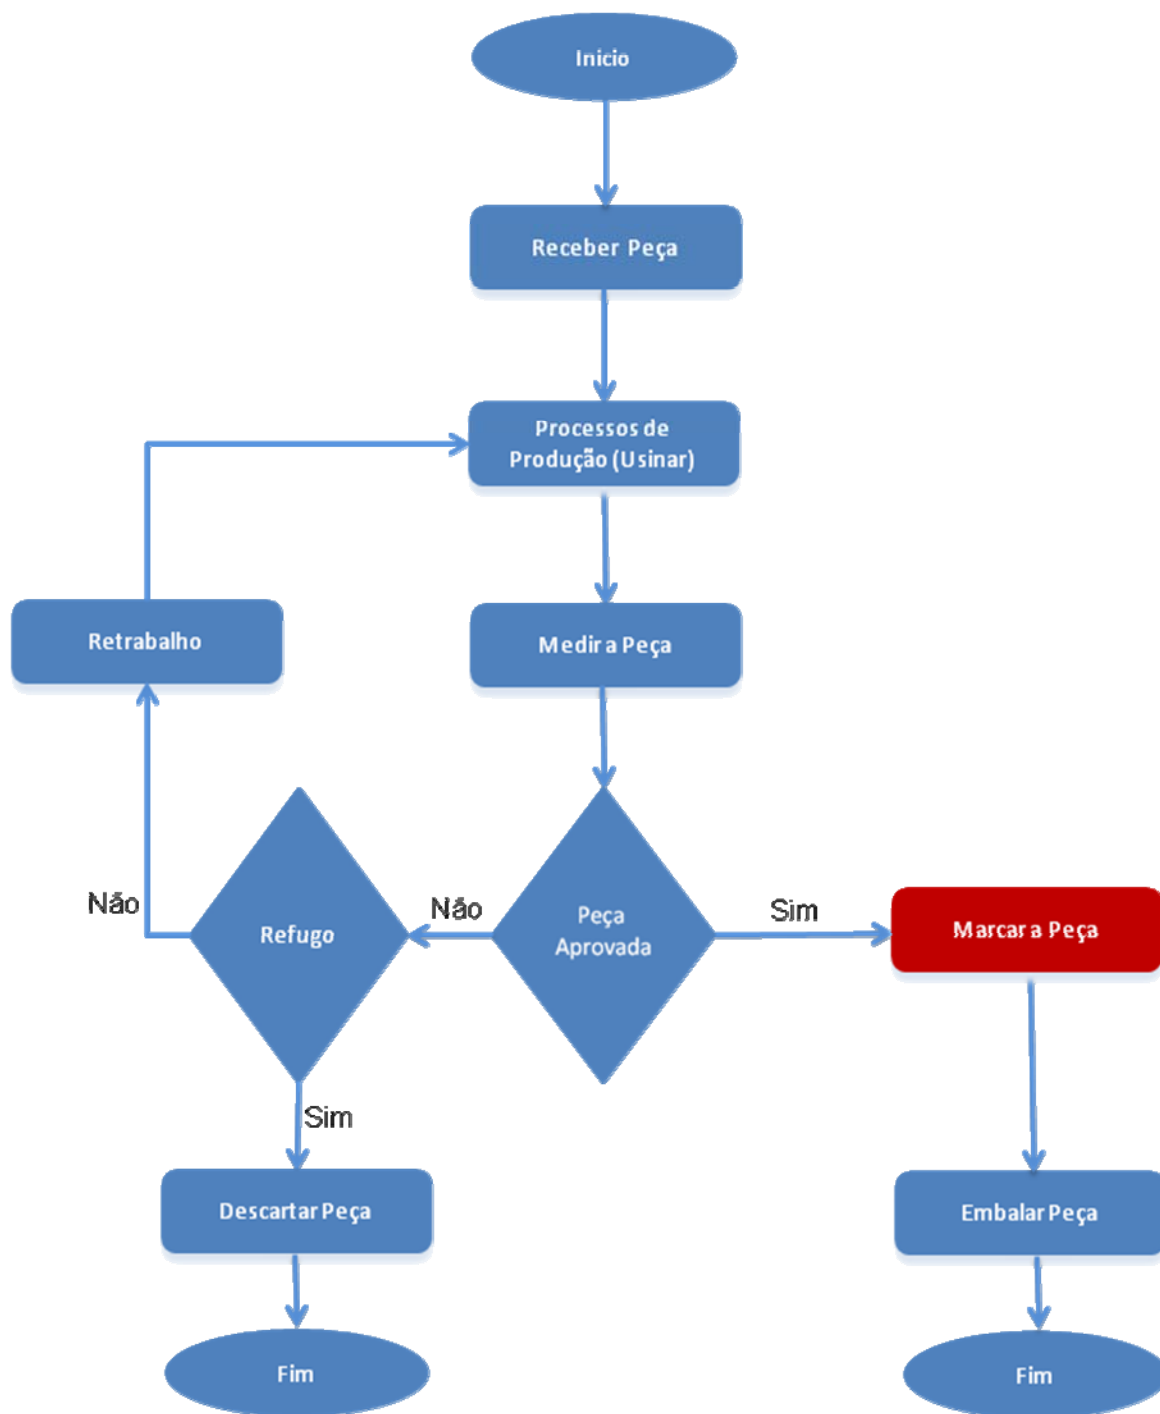 Inicio
Receber Peça
Processos de
Produção (Usinar)
Retrabalho
Medir a Peça
Não
Refugo
Não
Peça
Aprovada
Sim
Marcar a Peça
Sim
Descartar Peça
Embalar Peça
Fim
Fim